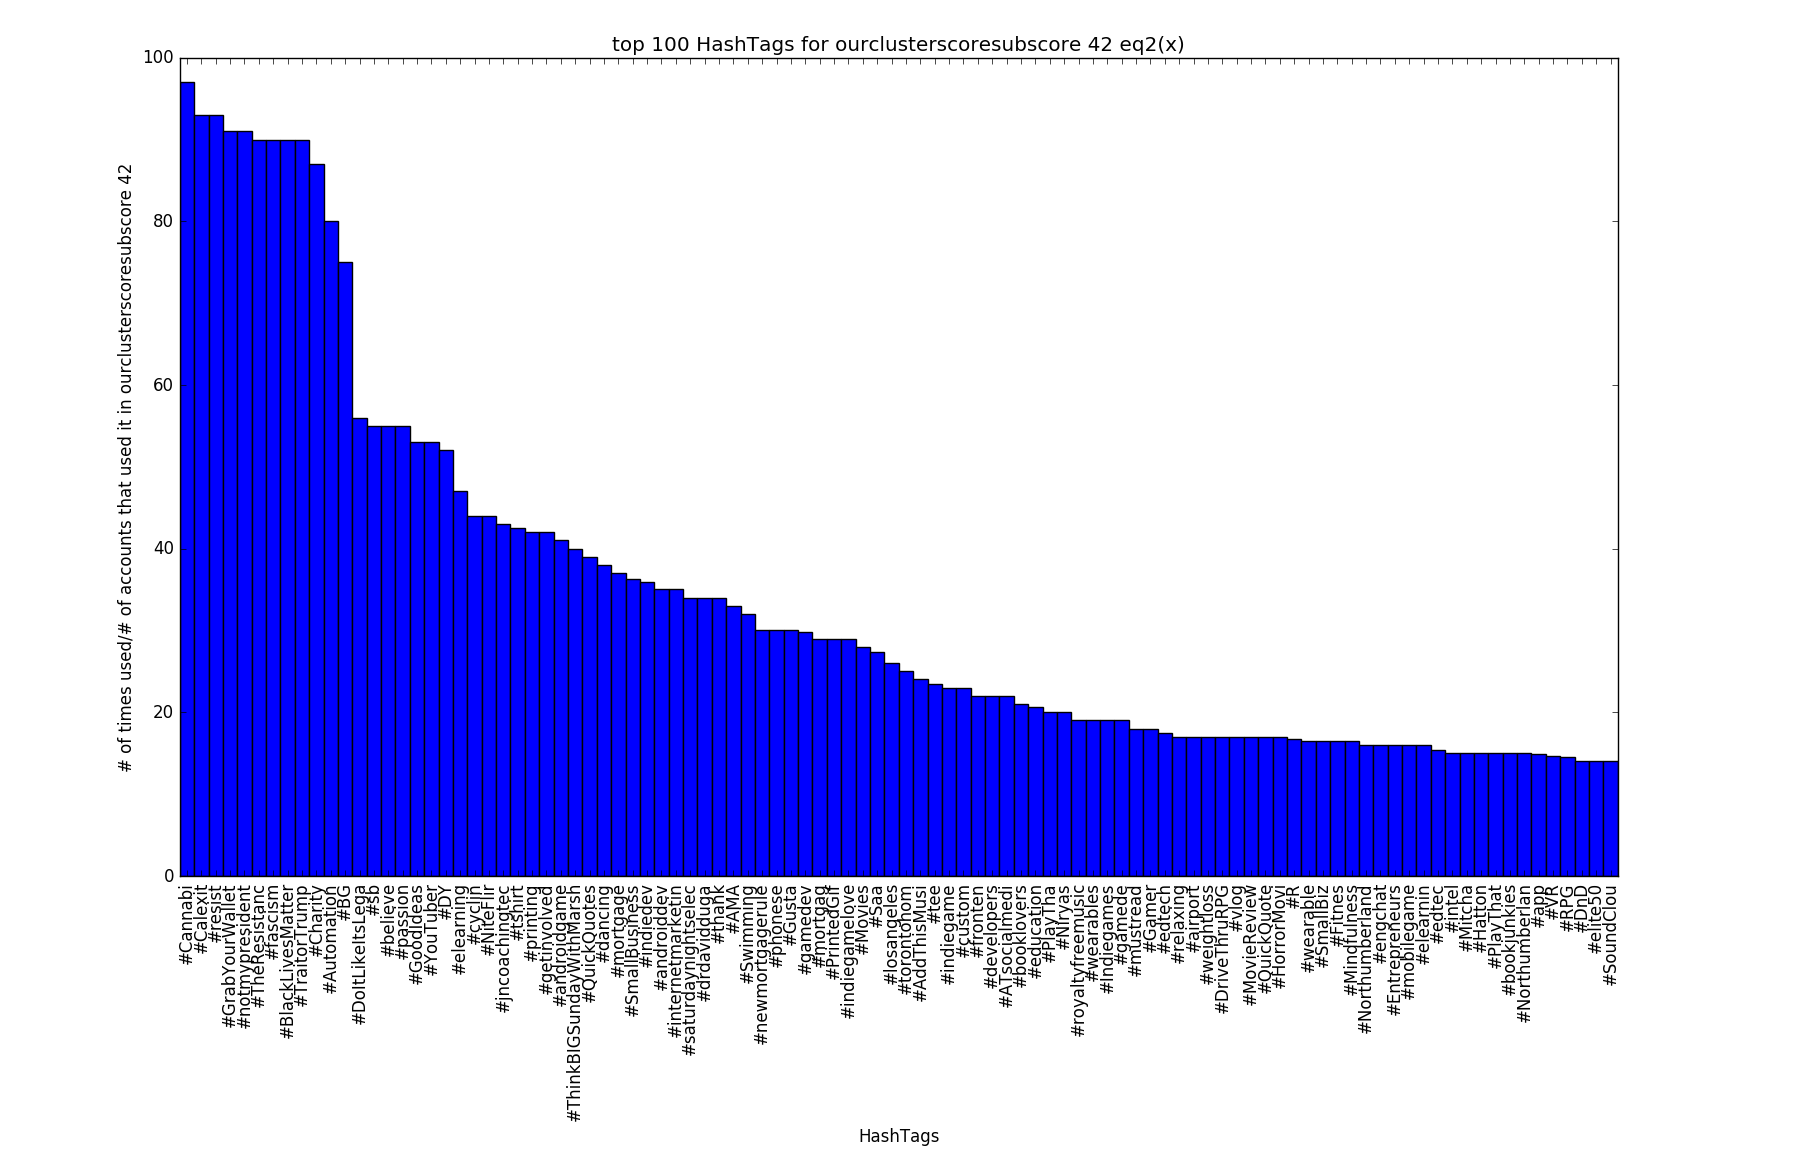 top 100 HashTags for ourclusterscoresubscore 42 eq2(x)
# of times used/# of accounts that used it in ourclusterscoresubscore 42
100
80
60
40
20
0
#Cannabi
#Calexit
#resist
#GrabYourWallet
#notmypresident
#TheResistanc
#fascism
#BlackLivesMatter
#TraitorTrump
#Charity
#Automation
#BG
#DoItLikeItsLega
#sb
#believe
#passion
#GoodIdeas
#YouTuber
#DY
#elearning
#cyclin
#NiteFlir
#jncoachingtec
#tshirt
#printing
#getinvolved
#androidgame
#ThinkBIGSundayWithMarsh
#QuickQuotes
#dancing
#mortgage
#SmallBusiness
#indieDev
#androiddev
#internetmarketin
#saturdaynightselec
#drdavidduga
#thank
#AMA
#Swimming
#newmortgagerule
#phonese
#Gusta
#gamedev
#mortgag
#PrintedGif
#indiegamelove
#Movies
#Saa
#losangeles
#torontohom
#AddThisMusi
#tee
#indiegame
#custom
#fronten
#developers
#ATsocialmedi
#booklovers
#education
#PlayTha
#NIryas
#royaltyfreemusic
#wearables
#Indiegames
#gamede
#mustread
#Gamer
#edtech
#relaxing
#airport
#weightloss
#DriveThruRPG
#vlog
#MovieReview
#QuickQuote
#HorrorMovi
#R
#wearable
#SmallBiz
#Fitnes
#Mindfulness
#Northumberland
#engchat
#Entrepreneurs
#mobilegame
#elearnin
#edtec
#intel
#Mitcha
#Hatton
#PlayThat
#bookjunkies
#Northumberlan
#app
#VR
#RPG
#DnD
#elite50
#SoundClou
HashTags